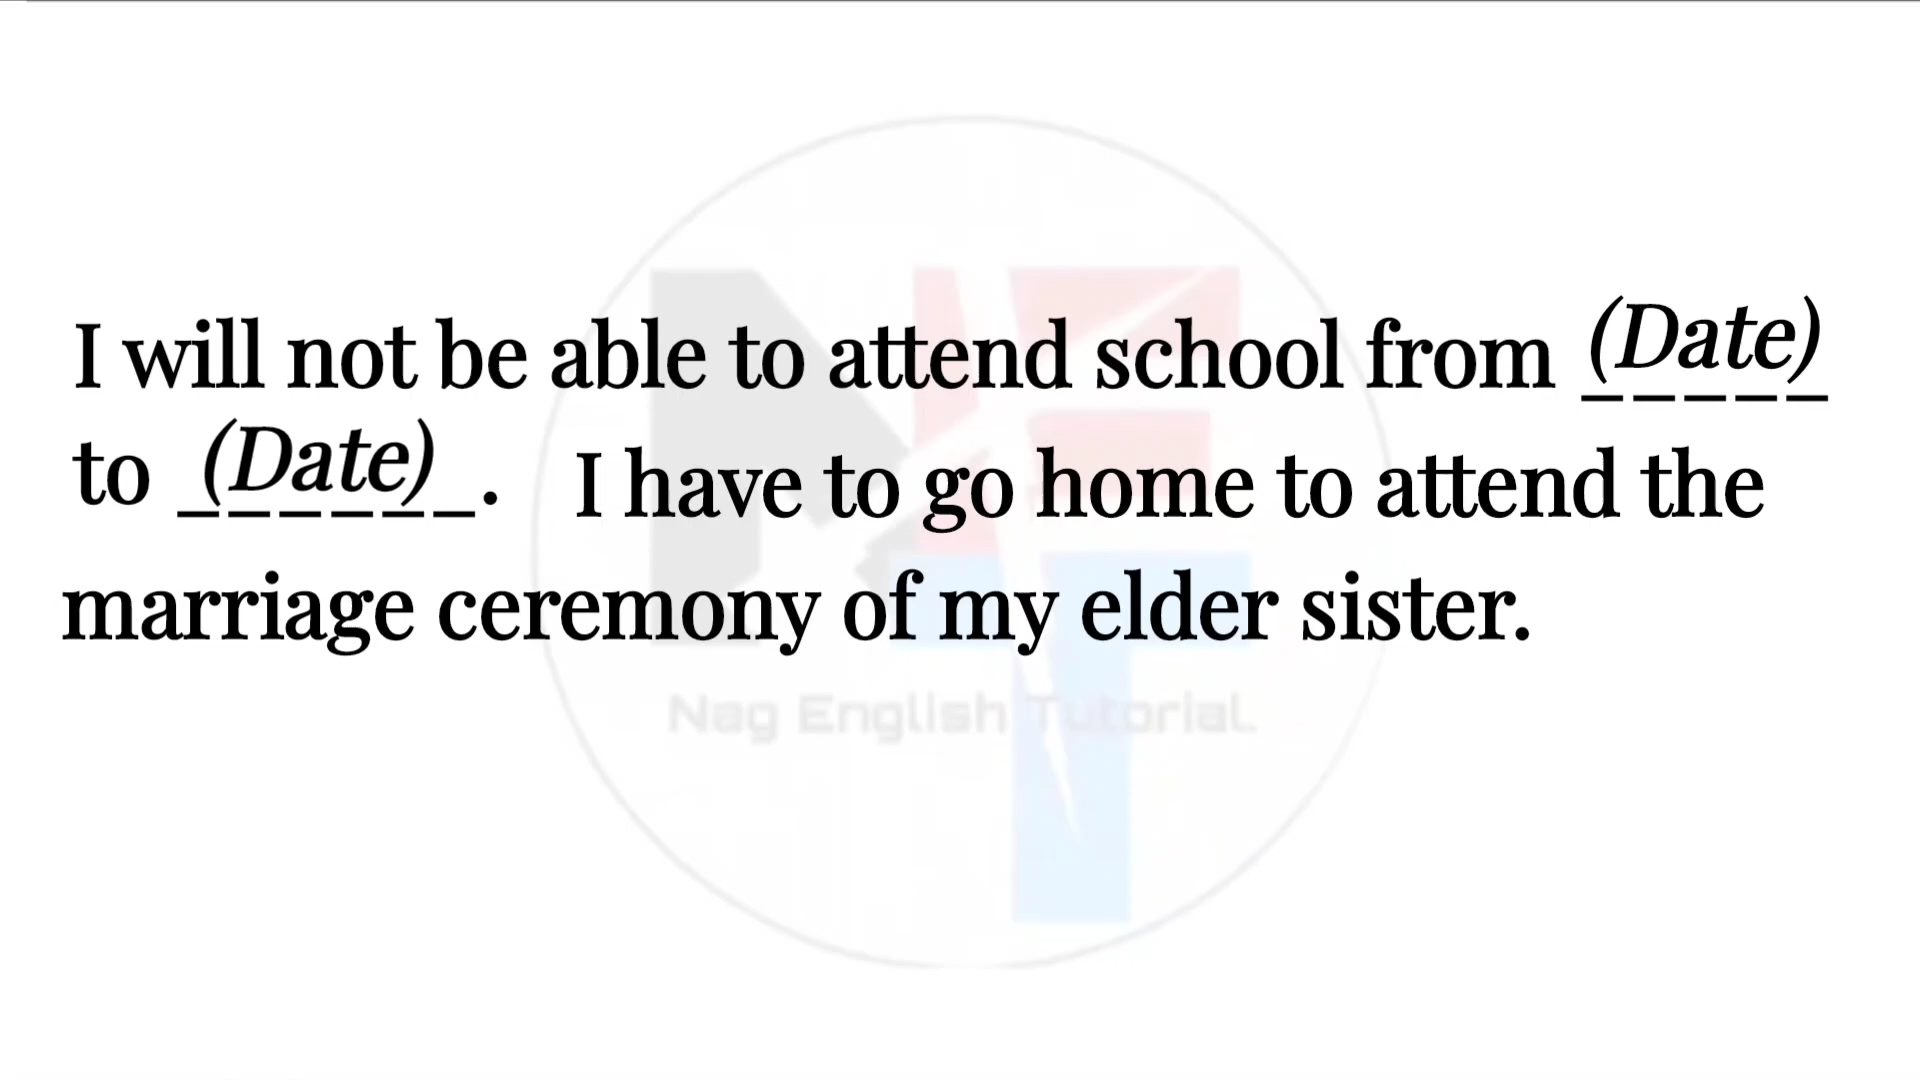 I will not be able to attend school from (Date)
to (Date). I have to go home to attend the
marriage ceremony of my elder sister.
Nag English Tutorial.